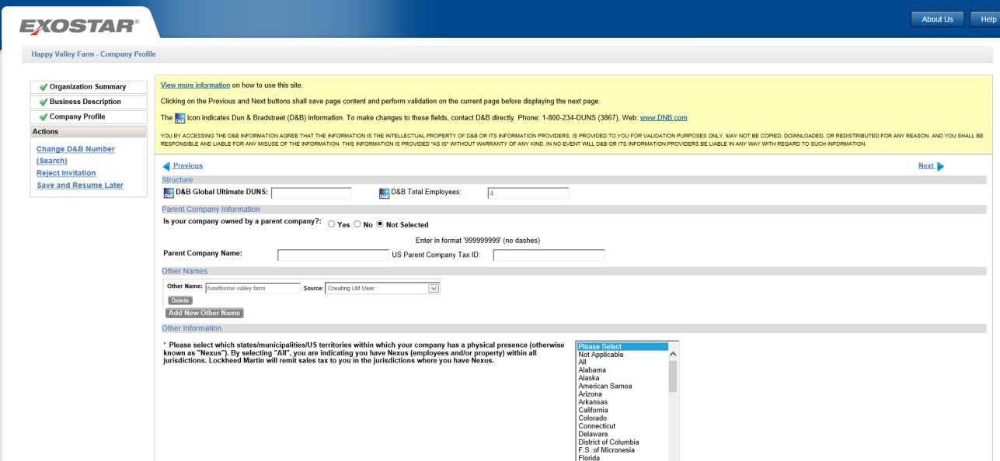 EXOSTAR®
About Us
Help
Happy Valley Farm - Company Profile
Organization Summary
Business Description
Company Profile
Actions
Change D&B Number
(Search)
Reject Invitation
Save and Resume Later
View more information on how to use this site.
Clicking on the Previous and Next buttons shall save page content and perform validation on the current page before displaying the next page.
The D&B icon indicates Dun & Bradstreet (D&B) information. To make changes to these fields, contact D&B directly. Phone: 1-800-234-DUNS (3867), Web: www.DNB.com
YOU BY ACCESSING THE D&B INFORMATION AGREE THAT THE INFORMATION IS THE INTELLECTUAL PROPERTY OF D&B OR ITS INFORMATION PROVIDERS, IS PROVIDED TO YOU FOR VALIDATION PURPOSES ONLY, MAY NOT BE COPIED, DOWNLOADED, OR REDISTRIBUTED FOR ANY REASON, AND YOU SHALL BE
RESPONSIBLE AND LIABLE FOR ANY MISUSE OF THE INFORMATION. THIS INFORMATION IS PROVIDED "AS IS" WITHOUT WARRANTY OF ANY KIND. IN NO EVENT WILL D&B OR ITS INFORMATION PROVIDERS BE LIABLE IN ANY WAY WITH REGARD TO SUCH INFORMATION.
Previous
Next
Structure
D&B D&B Global Ultimate DUNS:
D&B D&B Total Employees: 4
Parent Company Information
Is your company owned by a parent company?: Yes No Not Selected
Enter in format '999999999' (no dashes)
Parent Company Name: US Parent Company Tax ID:
Other Names
Other Name: hawthorne valley farm Source: Creating LM User
Delete
Add New Other Name
Other Information
* Please select which states/municipalities/US territories within which your company has a physical presence (otherwise
known as "Nexus"). By selecting "All", you are indicating you have Nexus (employees and/or property) within all
jurisdictions. Lockheed Martin will remit sales tax to you in the jurisdictions where you have Nexus.
Please Select
Not Applicable
All
Alabama
Alaska
American Samoa
Arizona
Arkansas
California
Colorado
Connecticut
Delaware
District of Columbia
F.S. of Micronesia
Florida